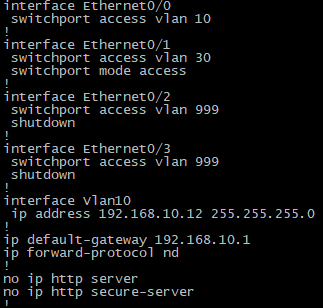 interface Ethernet0/0
 switchport access vlan 10
!
interface Ethernet0/1
 switchport access vlan 30
 switchport mode access
!
interface Ethernet0/2
 switchport access vlan 999
 shutdown
!
interface Ethernet0/3
 switchport access vlan 999
 shutdown
!
interface Vlan10
 ip address 192.168.10.12 255.255.255.0
!
ip default-gateway 192.168.10.1
ip forward-protocol nd
!
no ip http server
no ip http secure-server
!